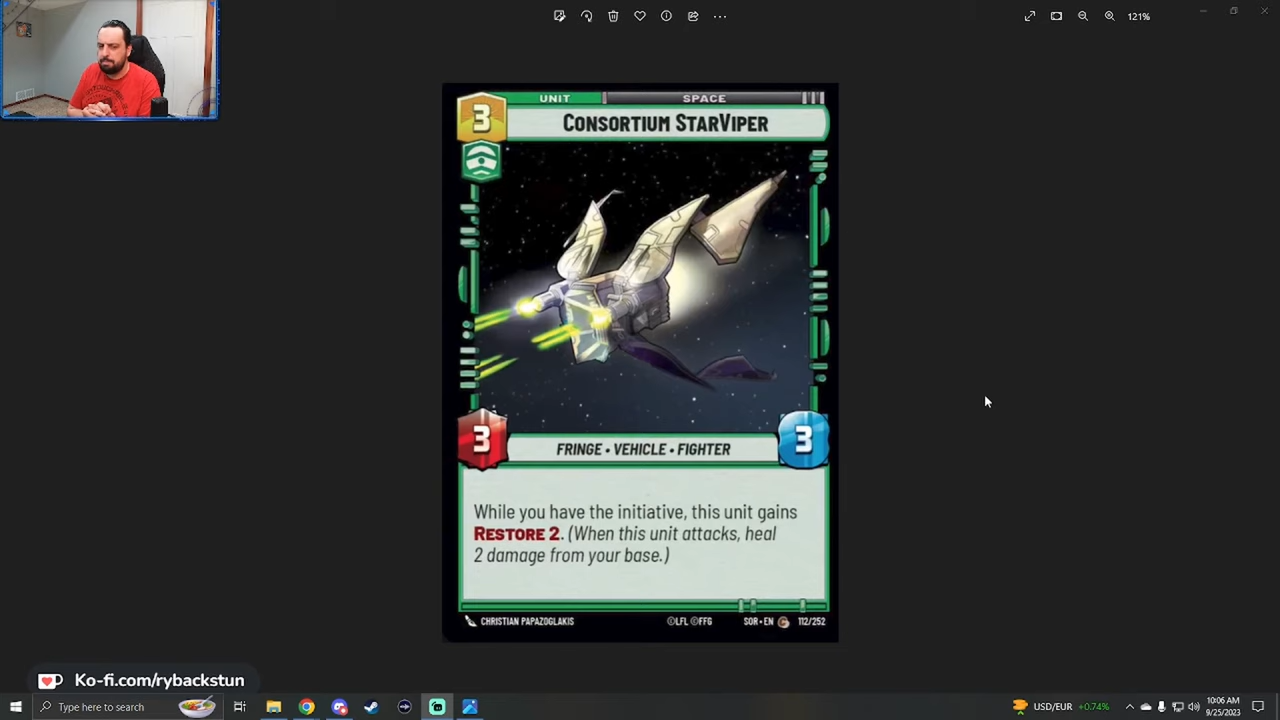 121%
UNIT
SPACE
3
CONSORTIUM STARVIPER
3
FRINGE • VEHICLE • FIGHTER
3
While you have the initiative, this unit gains
RESTORE 2. (When this unit attacks, heal
2 damage from your base.)
CHRISTIAN PAPAZOGLAKIS
©LFL ©FFG
SOR • EN
C
112/252
Ko-fi.com/rybackstun
Type here to search
USD/EUR
+0.74%
10:06 AM
9/25/2023